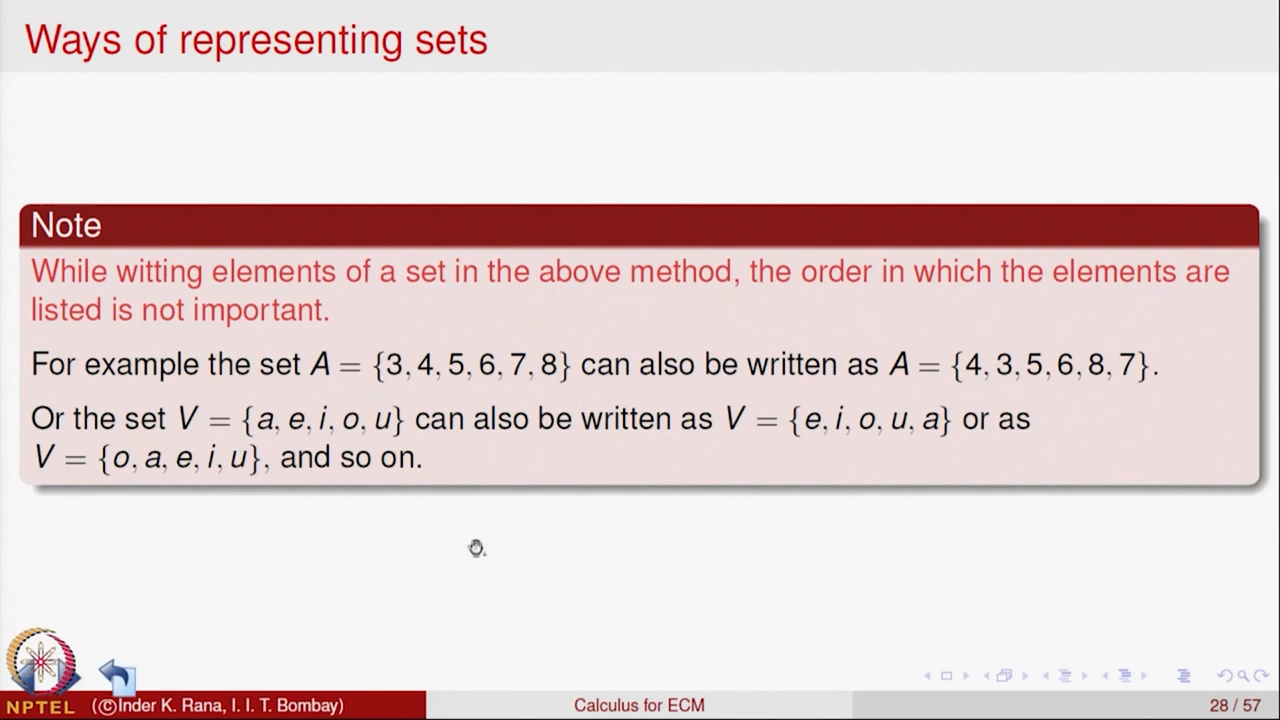 Ways of representing sets
Note
While witting elements of a set in the above method, the order in which the elements are
listed is not important.
For example the set A = {3, 4, 5, 6, 7, 8} can also be written as A = {4, 3, 5, 6, 8, 7}.
Or the set V = {a, e, i, o, u} can also be written as V = {e, i, o, u, a} or as
V = {o, a, e, i, u}, and so on.
NPTEL
(©Inder K. Rana, I. I. T. Bombay)
Calculus for ECM
28 / 57